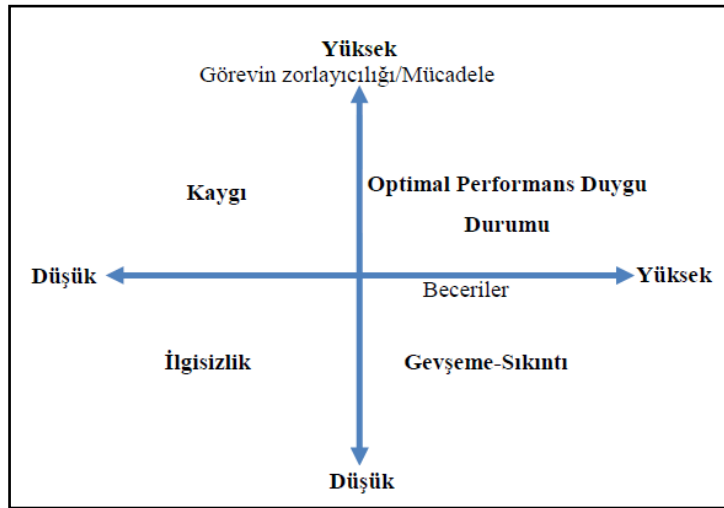 Yüksek
Görevin zorlayıcılığı/Mücadele
Kaygı
Optimal Performans Duygu
Durumu
Düşük
Yüksek
Beceriler
İlgisizlik
Gevşeme-Sıkıntı
Düşük